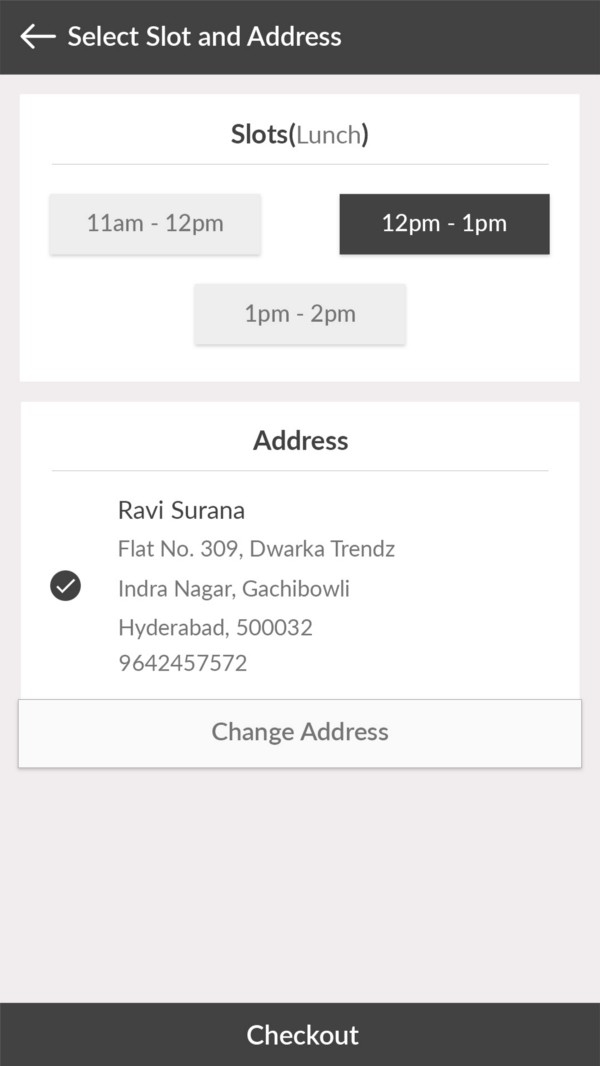 Select Slot and Address
Slots(Lunch)
11am - 12pm
12pm - 1pm
1pm - 2pm
Address
Ravi Surana
Flat No. 309, Dwarka Trendz
Indra Nagar, Gachibowli
Hyderabad, 500032
9642457572
Change Address
Checkout